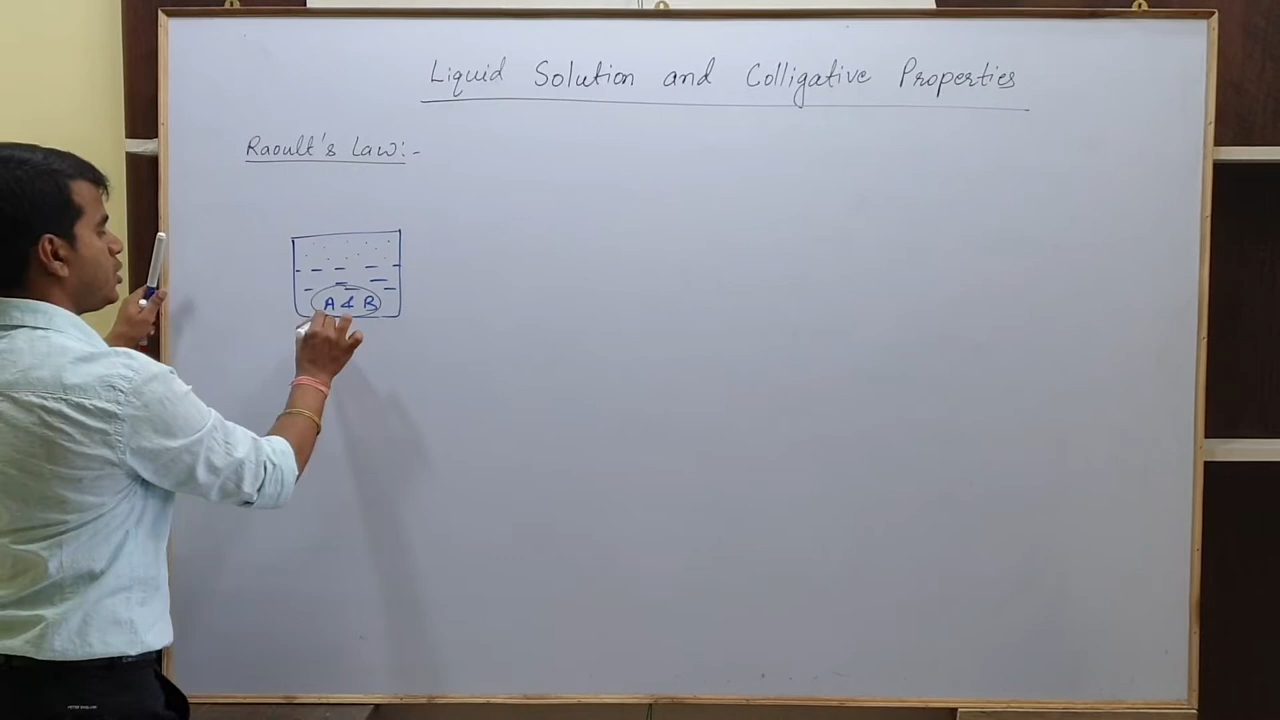 Liquid Solution and Colligative Properties
Raoult's Law:-
A & B